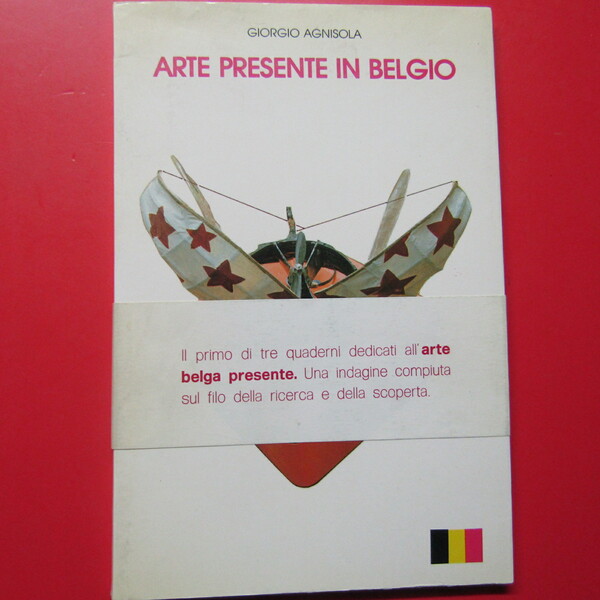 GIORGIO AGNISOLA
ARTE PRESENTE IN BELGIO
Il primo di tre quaderni dedicati all'arte
belga presente. Una indagine compiuta
sul filo della ricerca e della scoperta.